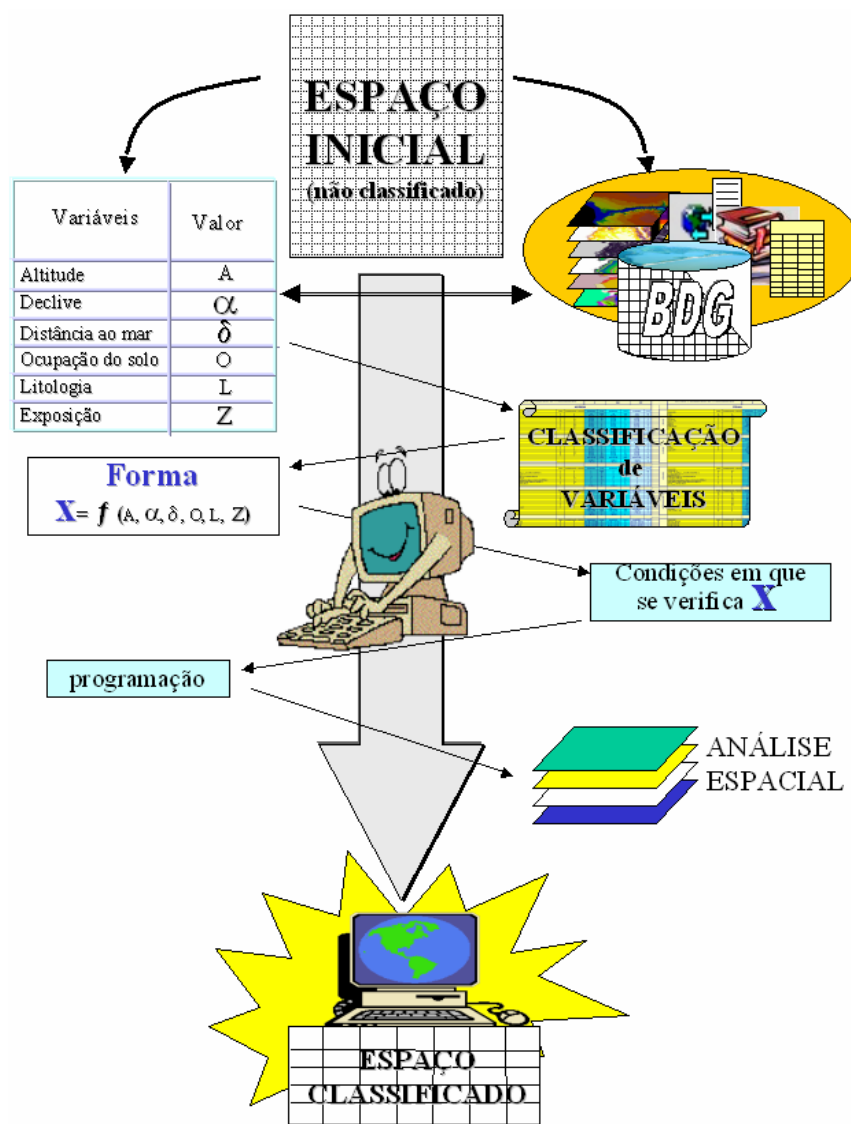 ESPAÇO
INICIAL
(não classificado)
Variáveis Valor
Altitude A
Declive α
Distância ao mar δ
Ocupação do solo O
Litologia L
Exposição Z
BDG
CLASSIFICAÇÃO
de
VARIÁVEIS
Forma
X= f (A, α, δ, O, L, Z)
Condições em que
se verifica X
programação
ANÁLISE
ESPACIAL
ESPAÇO
CLASSIFICADO